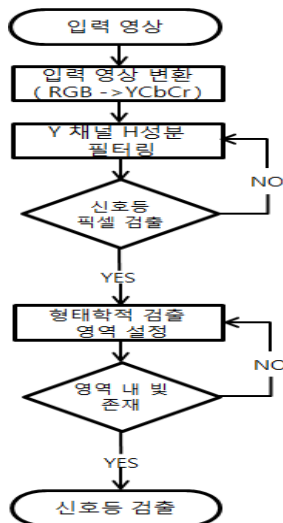 입력 영상
입력 영상 변환
( RGB ->YCbCr)
Y 채널 H성분
필터링
NO
신호등
픽셀 검출
YES
형태학적 검출
영역 설정
NO
영역 내 빛
존재
YES
신호등 검출